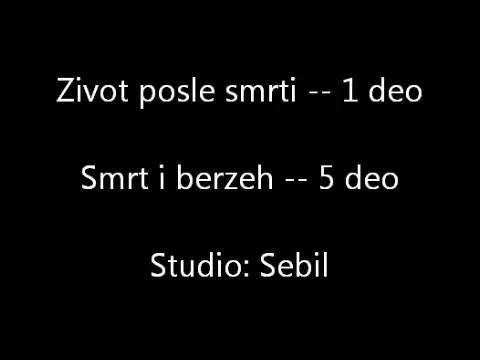 Zivot posle smrti -- 1 deo
Smrt i berzeh -- 5 deo
Studio: Sebil